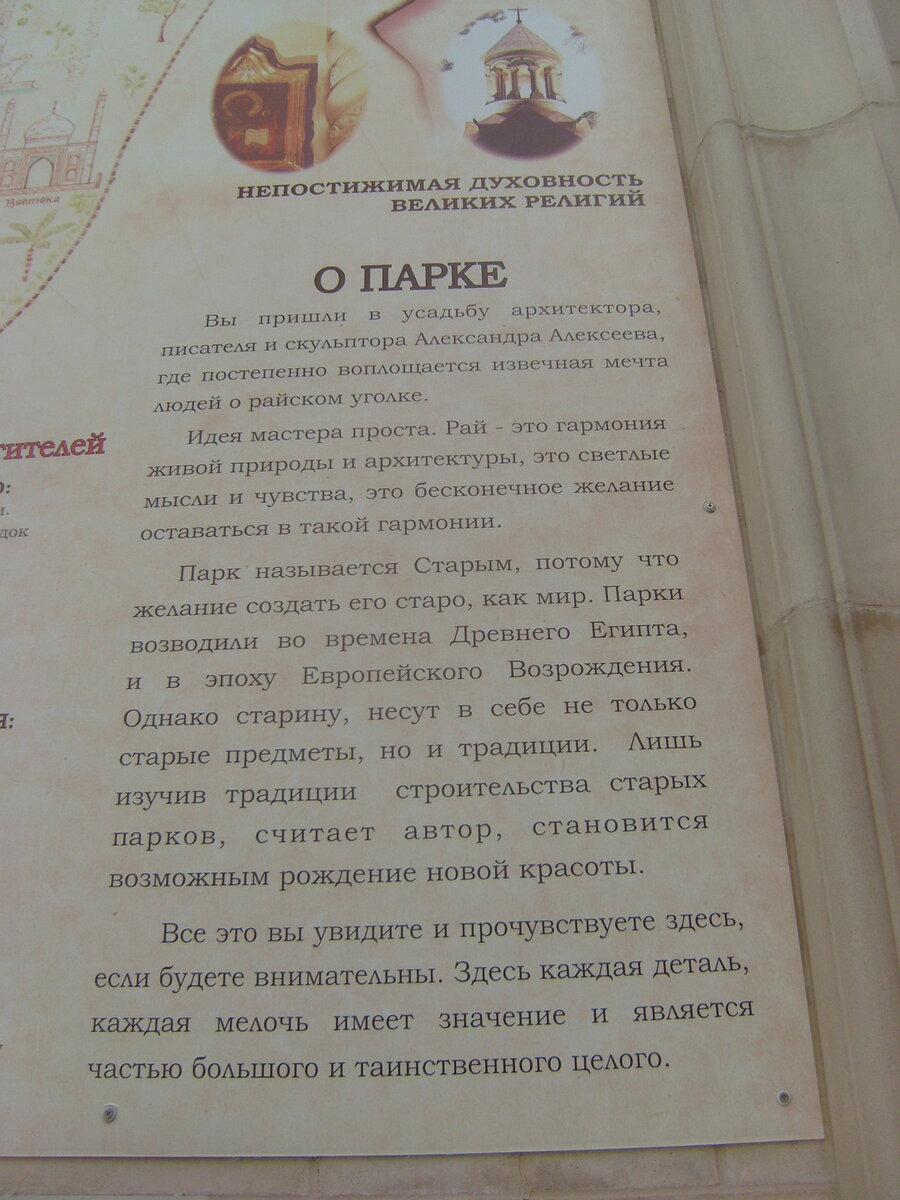 Востока
НЕПОСТИЖИМАЯ ДУХОВНОСТЬ
ВЕЛИКИХ РЕЛИГИЙ
О ПАРКЕ
Вы пришли в усадьбу архитектора,
писателя и скульптора Александра Алексеева,
где постепенно воплощается извечная мечта
людей о райском уголке.
Идея мастера проста. Рай - это гармония
живой природы и архитектуры, это светлые
мысли и чувства, это бесконечное желание
оставаться в такой гармонии.
Парк называется Старым, потому что
желание создать его старо, как мир. Парки
возводили во времена Древнего Египта,
и в эпоху Европейского Возрождения.
Однако старину, несут в себе не только
старые предметы, но и традиции. Лишь
изучив традиции строительства старых
парков, считает автор, становится
возможным рождение новой красоты.
Все это вы увидите и прочувствуете здесь,
если будете внимательны. Здесь каждая деталь,
каждая мелочь имеет значение и является
частью большого и таинственного целого.